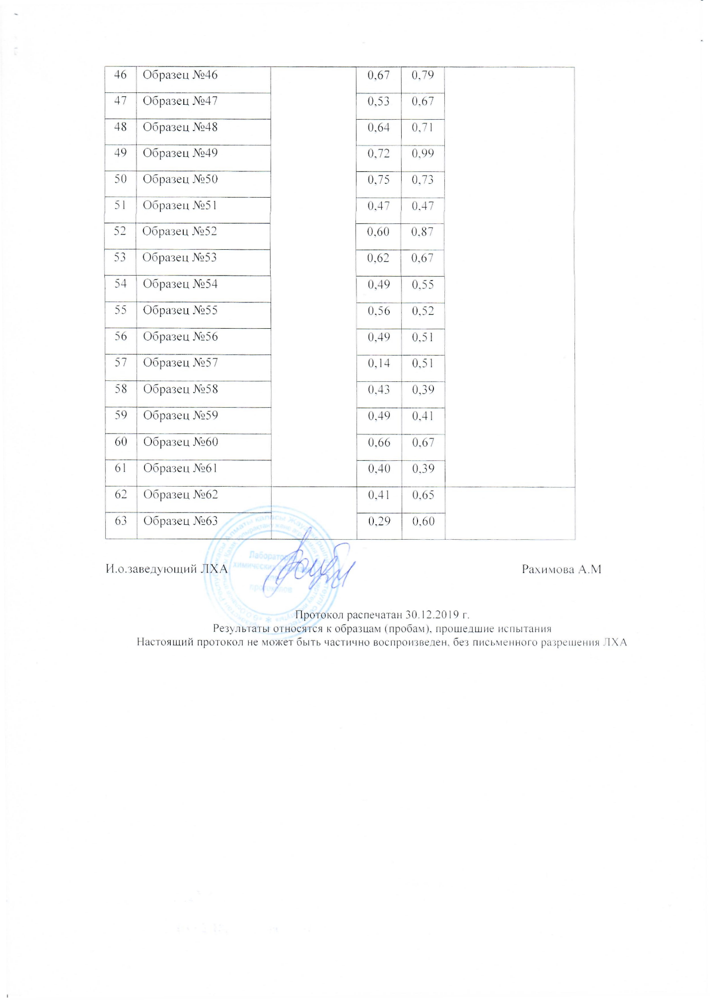 46 Образец №46 0,67 0,79
47 Образец №47 0,53 0,67
48 Образец №48 0,64 0,71
49 Образец №49 0,72 0,99
50 Образец №50 0,75 0,73
51 Образец №51 0,47 0,47
52 Образец №52 0,60 0,87
53 Образец №53 0,62 0,67
54 Образец №54 0,49 0,55
55 Образец №55 0,56 0,52
56 Образец №56 0,49 0,51
57 Образец №57 0,14 0,51
58 Образец №58 0,43 0,39
59 Образец №59 0,49 0,41
60 Образец №60 0,66 0,67
61 Образец №61 0,40 0,39
62 Образец №62 0,41 0,65
63 Образец №63 0,29 0,60
И.о.заведующий ЛХА Рахимова А.М
Алматы қаласы
химических
протоколов
Протокол распечатан 30.12.2019 г.
Результаты относятся к образцам (пробам), прошедшие испытания
Настоящий протокол не может быть частично воспроизведен, без письменного разрешения ЛХА